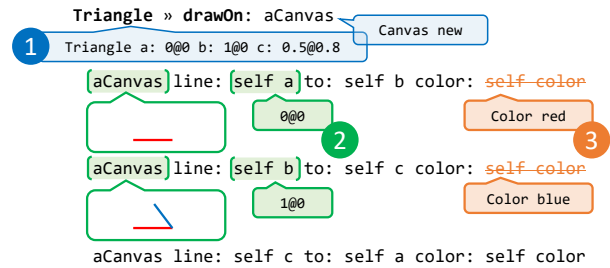 Triangle » drawOn: aCanvas
Canvas new
1
Triangle a: 0@0 b: 1@0 c: 0.5@0.8
aCanvas line: self a to: self b color: self color
0@0
Color red
2
3
aCanvas line: self b to: self c color: self color
1@0
Color blue
aCanvas line: self c to: self a color: self color